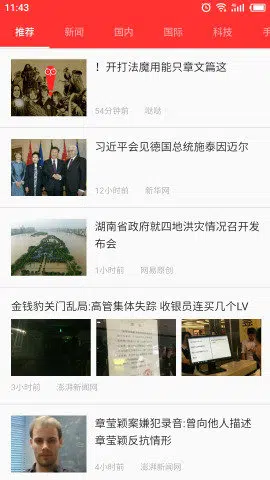 11:43
推荐 新闻 国内 国际 科技
！开打法魔用能只章文篇这
54分钟前 哒哒
习近平会见德国总统施泰因迈尔
12小时前 新华网
湖南省政府就四地洪灾情况召开发
布会
1小时前 网易原创
金钱豹关门乱局:高管集体失踪 收银员连买几个LV
3小时前 澎湃新闻网
章莹颖案嫌犯录音:曾向他人描述
章莹颖反抗情形
4小时前 澎湃新闻网